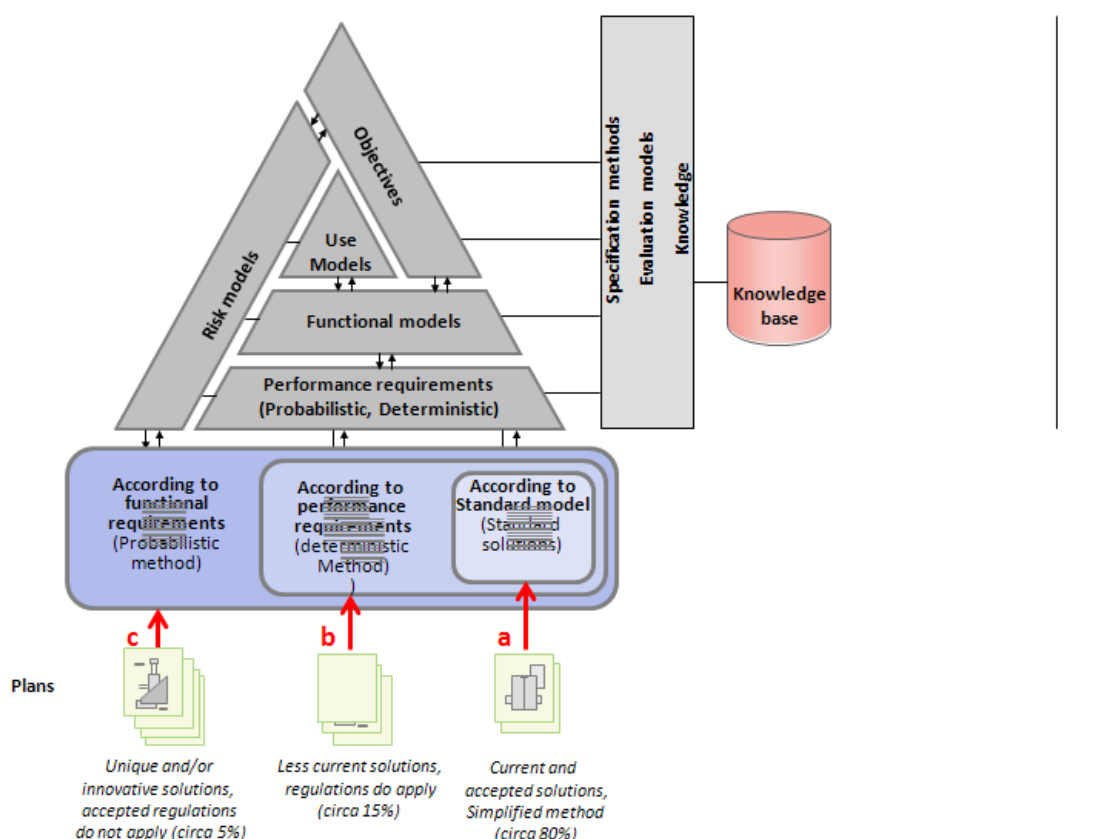 Objectives
Risk models
Use
Models
Functional models
Performance requirements
(Probabilistic, Deterministic)
Specification methods
Evaluation models
Knowledge
Knowledge
base
According to
functional
requirements
(Probabilistic
method)
According to
performance
requirements
(deterministic
Method)
)
According to
Standard model
(Standard
solutions)
c
b
a
Plans
Unique and/or
innovative solutions,
accepted regulations
do not apply (circa 5%)
Less current solutions,
regulations do apply
(circa 15%)
Current and
accepted solutions,
Simplified method
(circa 80%)